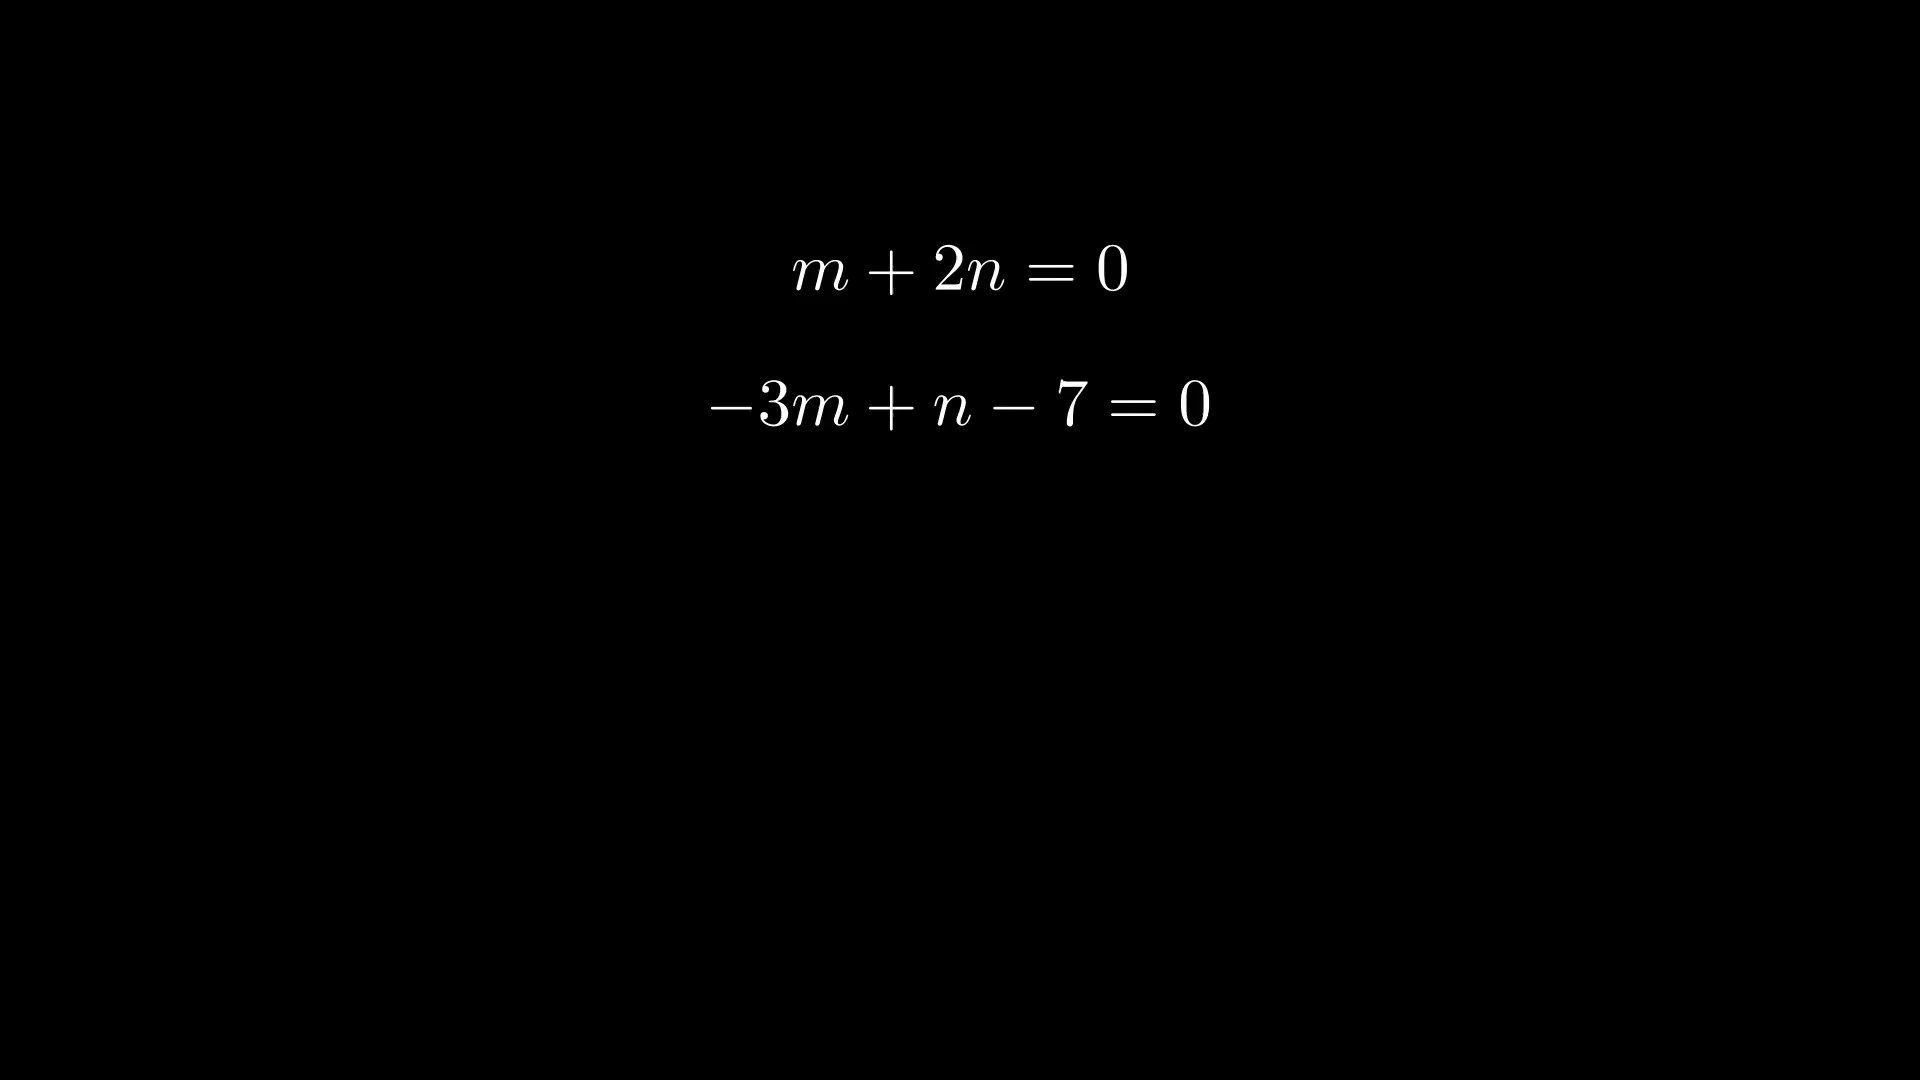 m + 2n = 0
−3m + n − 7 = 0